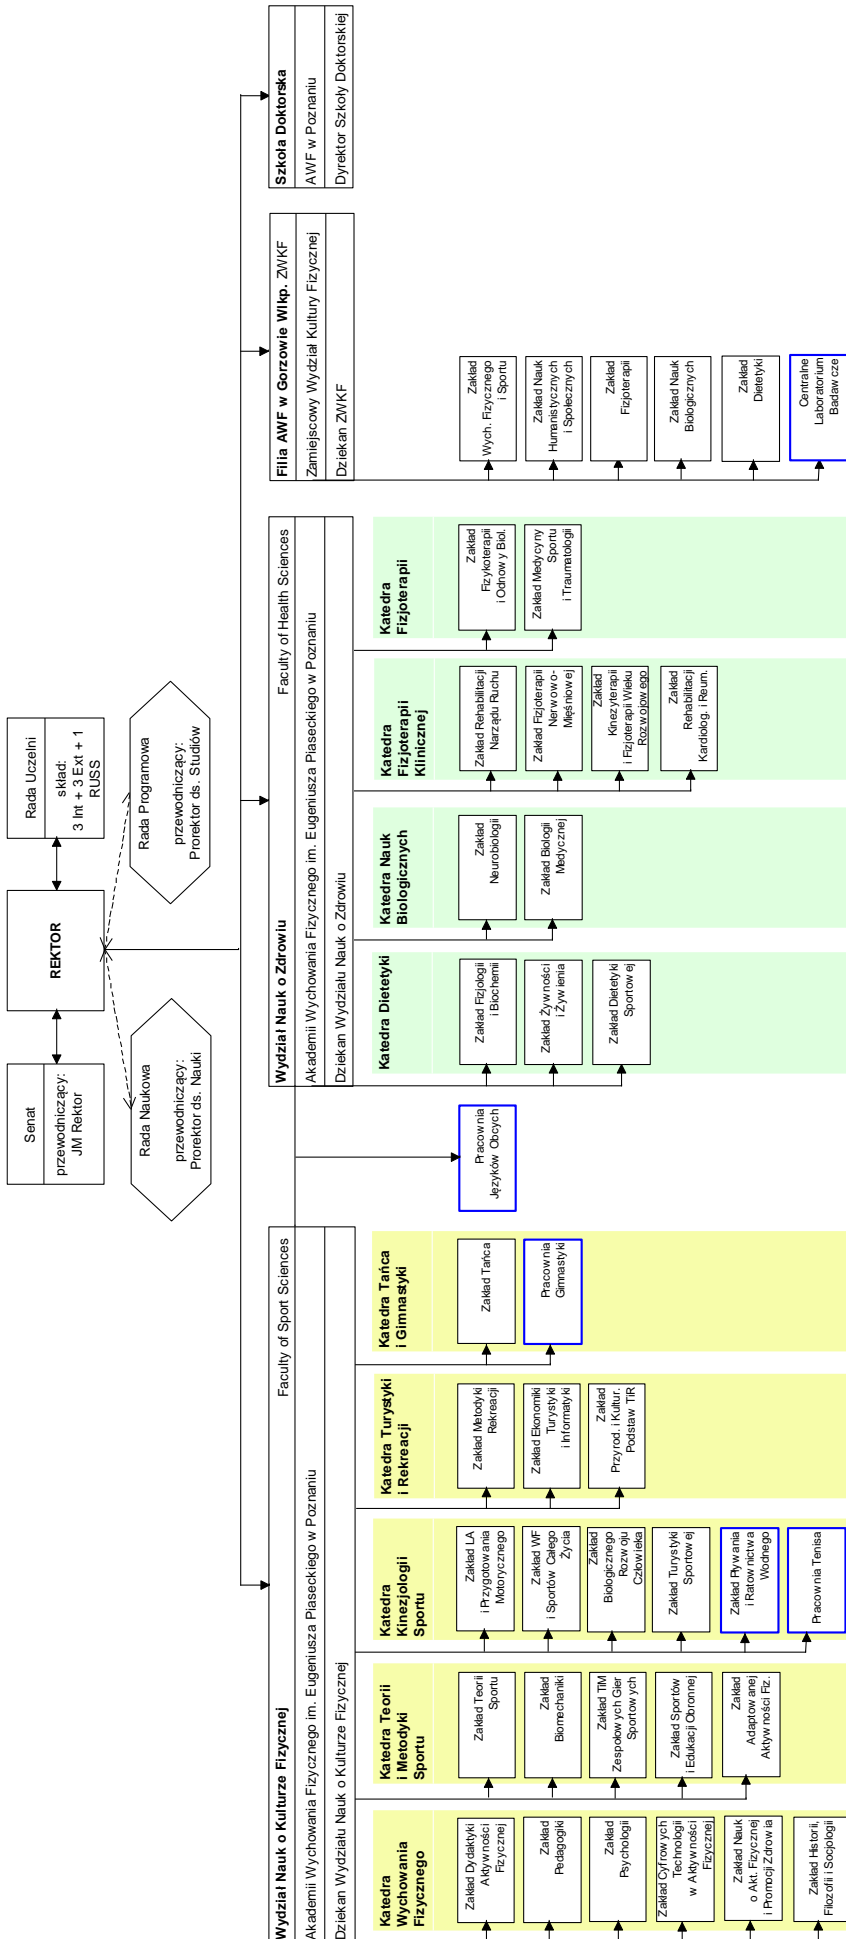 Senat
przewodniczący:
JM Rektor
REKTOR
Rada Uczelni
skład:
3 Int + 3 Ext + 1
RUSS
Rada Naukowa
przewodniczący:
Prorektor ds. Nauki
Rada Programowa
przewodniczący:
Prorektor ds. Studiów
Wydział Nauk o Kulturze Fizycznej
Faculty of Sport Sciences
Akademii Wychowania Fizycznego im. Eugeniusza Piaseckiego w Poznaniu
Dziekan Wydziału Nauk o Kulturze Fizycznej
Katedra
Wychowania
Fizycznego
Zakład Dydaktyki
Aktywności
Fizycznej
Zakład
Pedagogiki
Zakład
Psychologii
Zakład Cyfrowych
Technologii
w Aktywności
Fizycznej
Zakład Nauk
o Akt. Fizycznej
i Promocji Zdrowia
Zakład Historii,
Filozofii i Socjologii
Katedra Teorii
i Metodyki
Sportu
Zakład Teorii
Sportu
Zakład
Biomechaniki
Zakład TiM
Zespołowych Gier
Sportowych
Zakład Sportów
i Edukacji Obronnej
Zakład
Adaptowanej
Aktywności Fiz.
Katedra
Kinezjologii
Sportu
Zakład LA
i Przygotowania
Motorycznego
Zakład WF
i Sportów Całego
Życia
Zakład
Biologicznego
Rozwoju
Człowieka
Zakład Turystyki
Sportowej
Zakład Pływania
i Ratownictwa
Wodnego
Pracownia Tenisa
Katedra Turystyki
i Rekreacji
Zakład Metodyki
Rekreacji
Zakład Ekonomiki
Turystyki
i Informatyki
Zakład
Przyrod. i Kultur.
Podstaw TiR
Katedra Tańca
i Gimnastyki
Zakład Tańca
Pracownia
Gimnastyki
Pracownia
Języków Obcych
Wydział Nauk o Zdrowiu
Faculty of Health Sciences
Akademii Wychowania Fizycznego im. Eugeniusza Piaseckiego w Poznaniu
Dziekan Wydziału Nauk o Zdrowiu
Katedra Dietetyki
Zakład Fizjologii
i Biochemii
Zakład Żywności
i Żywienia
Zakład Dietetyki
Sportowej
Katedra Nauk
Biologicznych
Zakład
Neurobiologii
Zakład Biologii
Medycznej
Katedra
Fizjoterapii
Klinicznej
Zakład Rehabilitacji
Narządu Ruchu
Zakład Fizjoterapii
Nerwowo-
Mięśniowej
Zakład
Kinezyterapii
i Fizjoterapii Wieku
Rozwojowego
Zakład
Rehabilitacji
Kardiolog. i Reum.
Katedra
Fizjoterapii
Zakład
Fizykoterapii
i Odnowy Biol.
Zakład Medycyny
Sportu
i Traumatologii
Filia AWF w Gorzowie Wlkp. ZWKF
Zamiejscowy Wydział Kultury Fizycznej
Dziekan ZWKF
Zakład
Wych. Fizycznego
i Sportu
Zakład Nauk
Humanistycznych
i Społecznych
Zakład
Fizjoterapii
Zakład Nauk
Biologicznych
Zakład
Dietetyki
Centralne
Laboratorium
Badawcze
Szkoła Doktorska
AWF w Poznaniu
Dyrektor Szkoły Doktorskiej